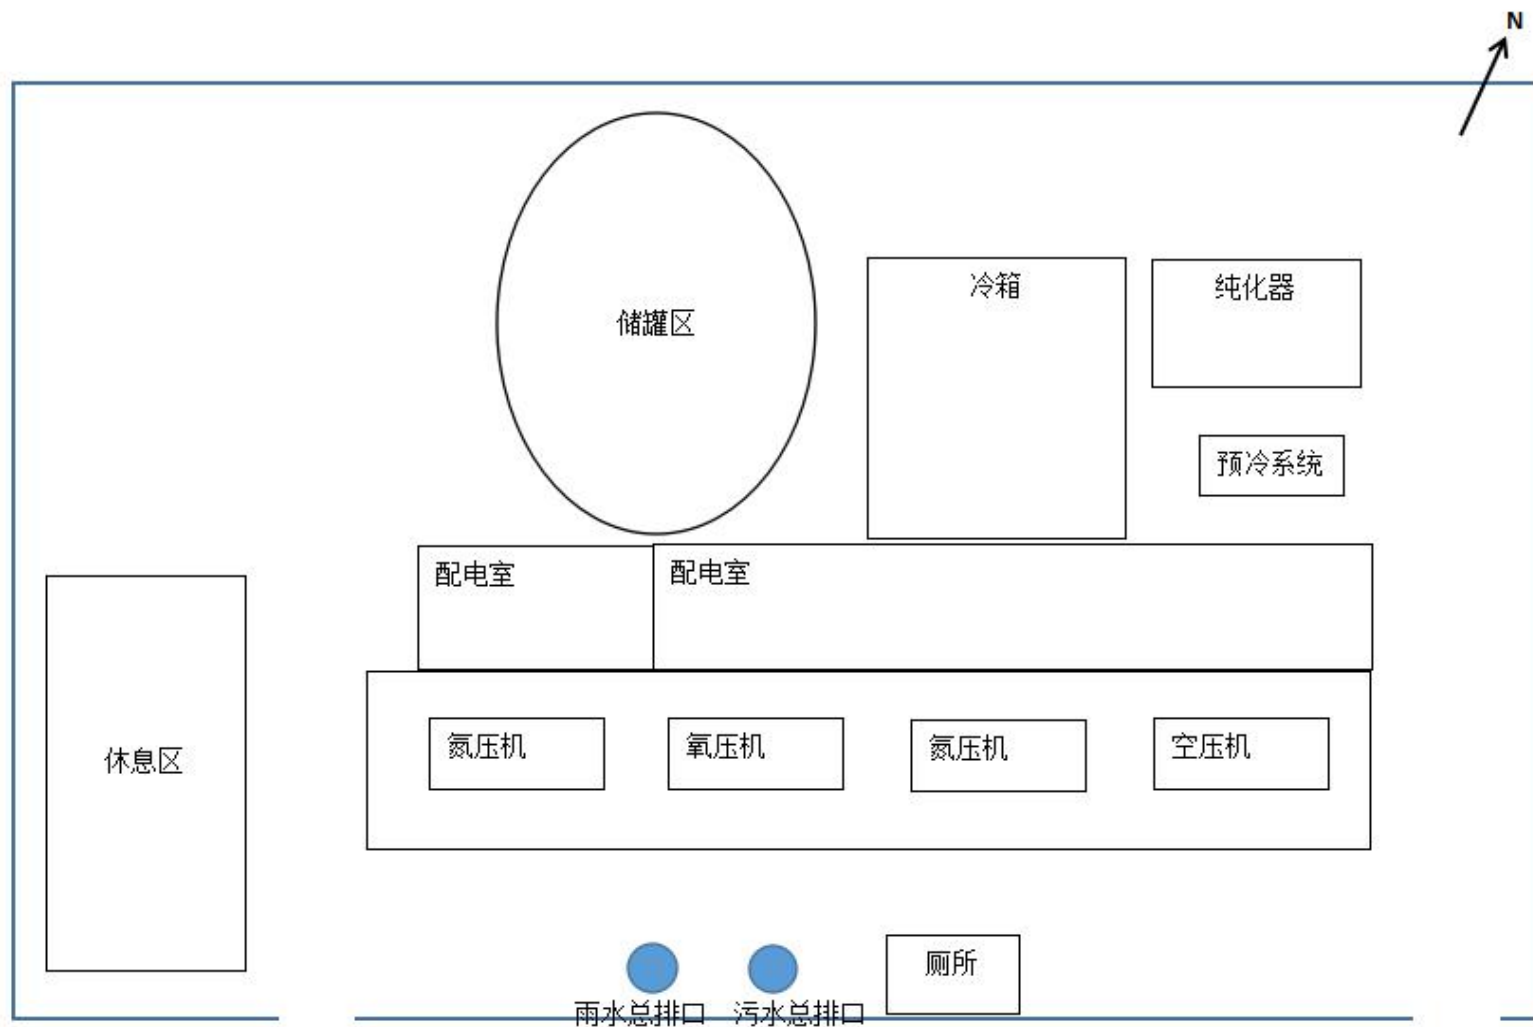 N
储罐区
冷箱
纯化器
预冷系统
配电室
配电室
休息区
氮压机
氧压机
氮压机
空压机
厕所
雨水总排口
污水总排口